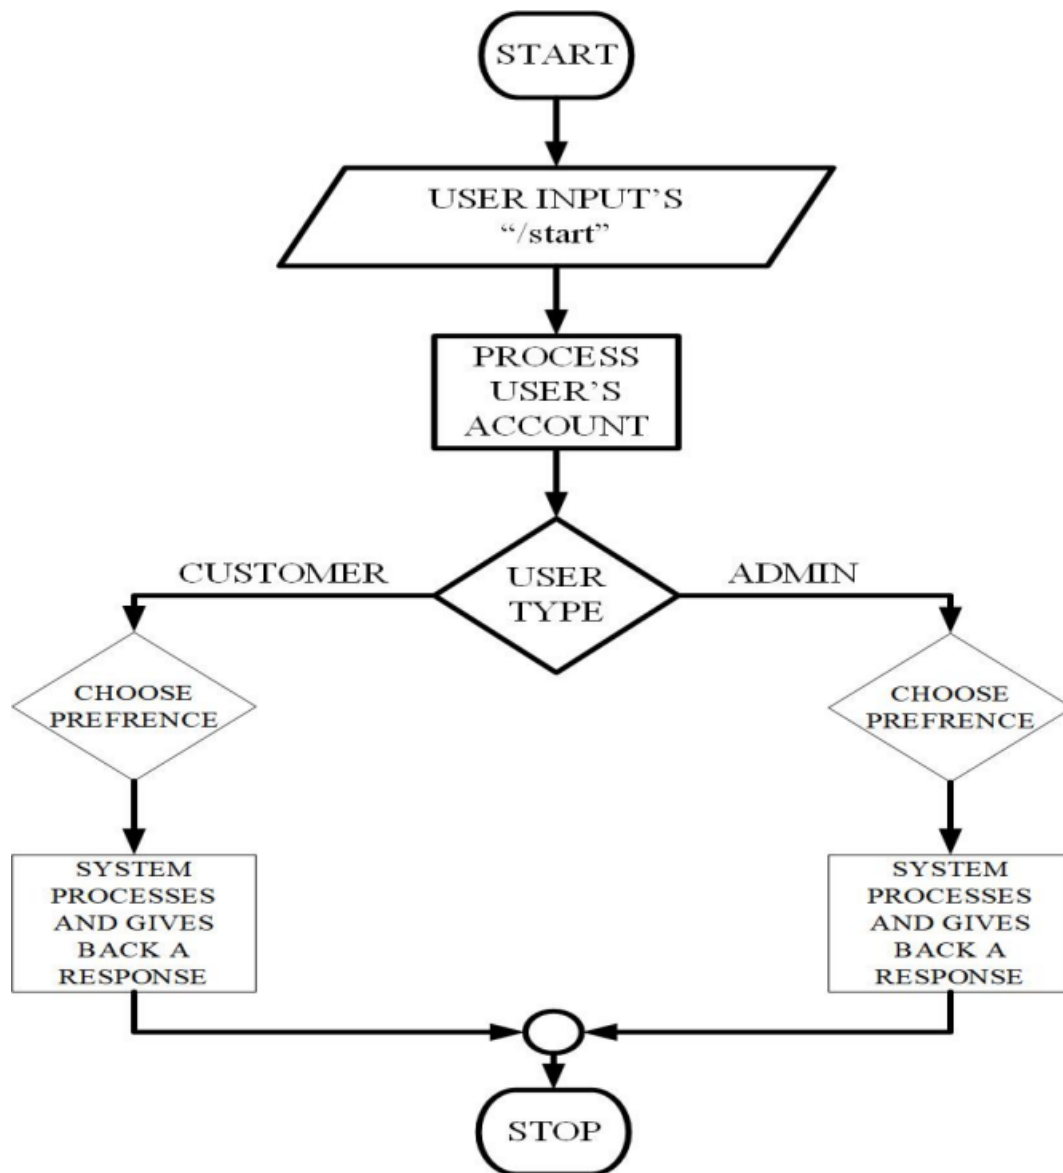 START
USER INPUT’S
“/start”
PROCESS
USER’S
ACCOUNT
CUSTOMER
USER
TYPE
ADMIN
CHOOSE
PREFRENCE
CHOOSE
PREFRENCE
SYSTEM
PROCESSES
AND GIVES
BACK A
RESPONSE
SYSTEM
PROCESSES
AND GIVES
BACK A
RESPONSE
STOP